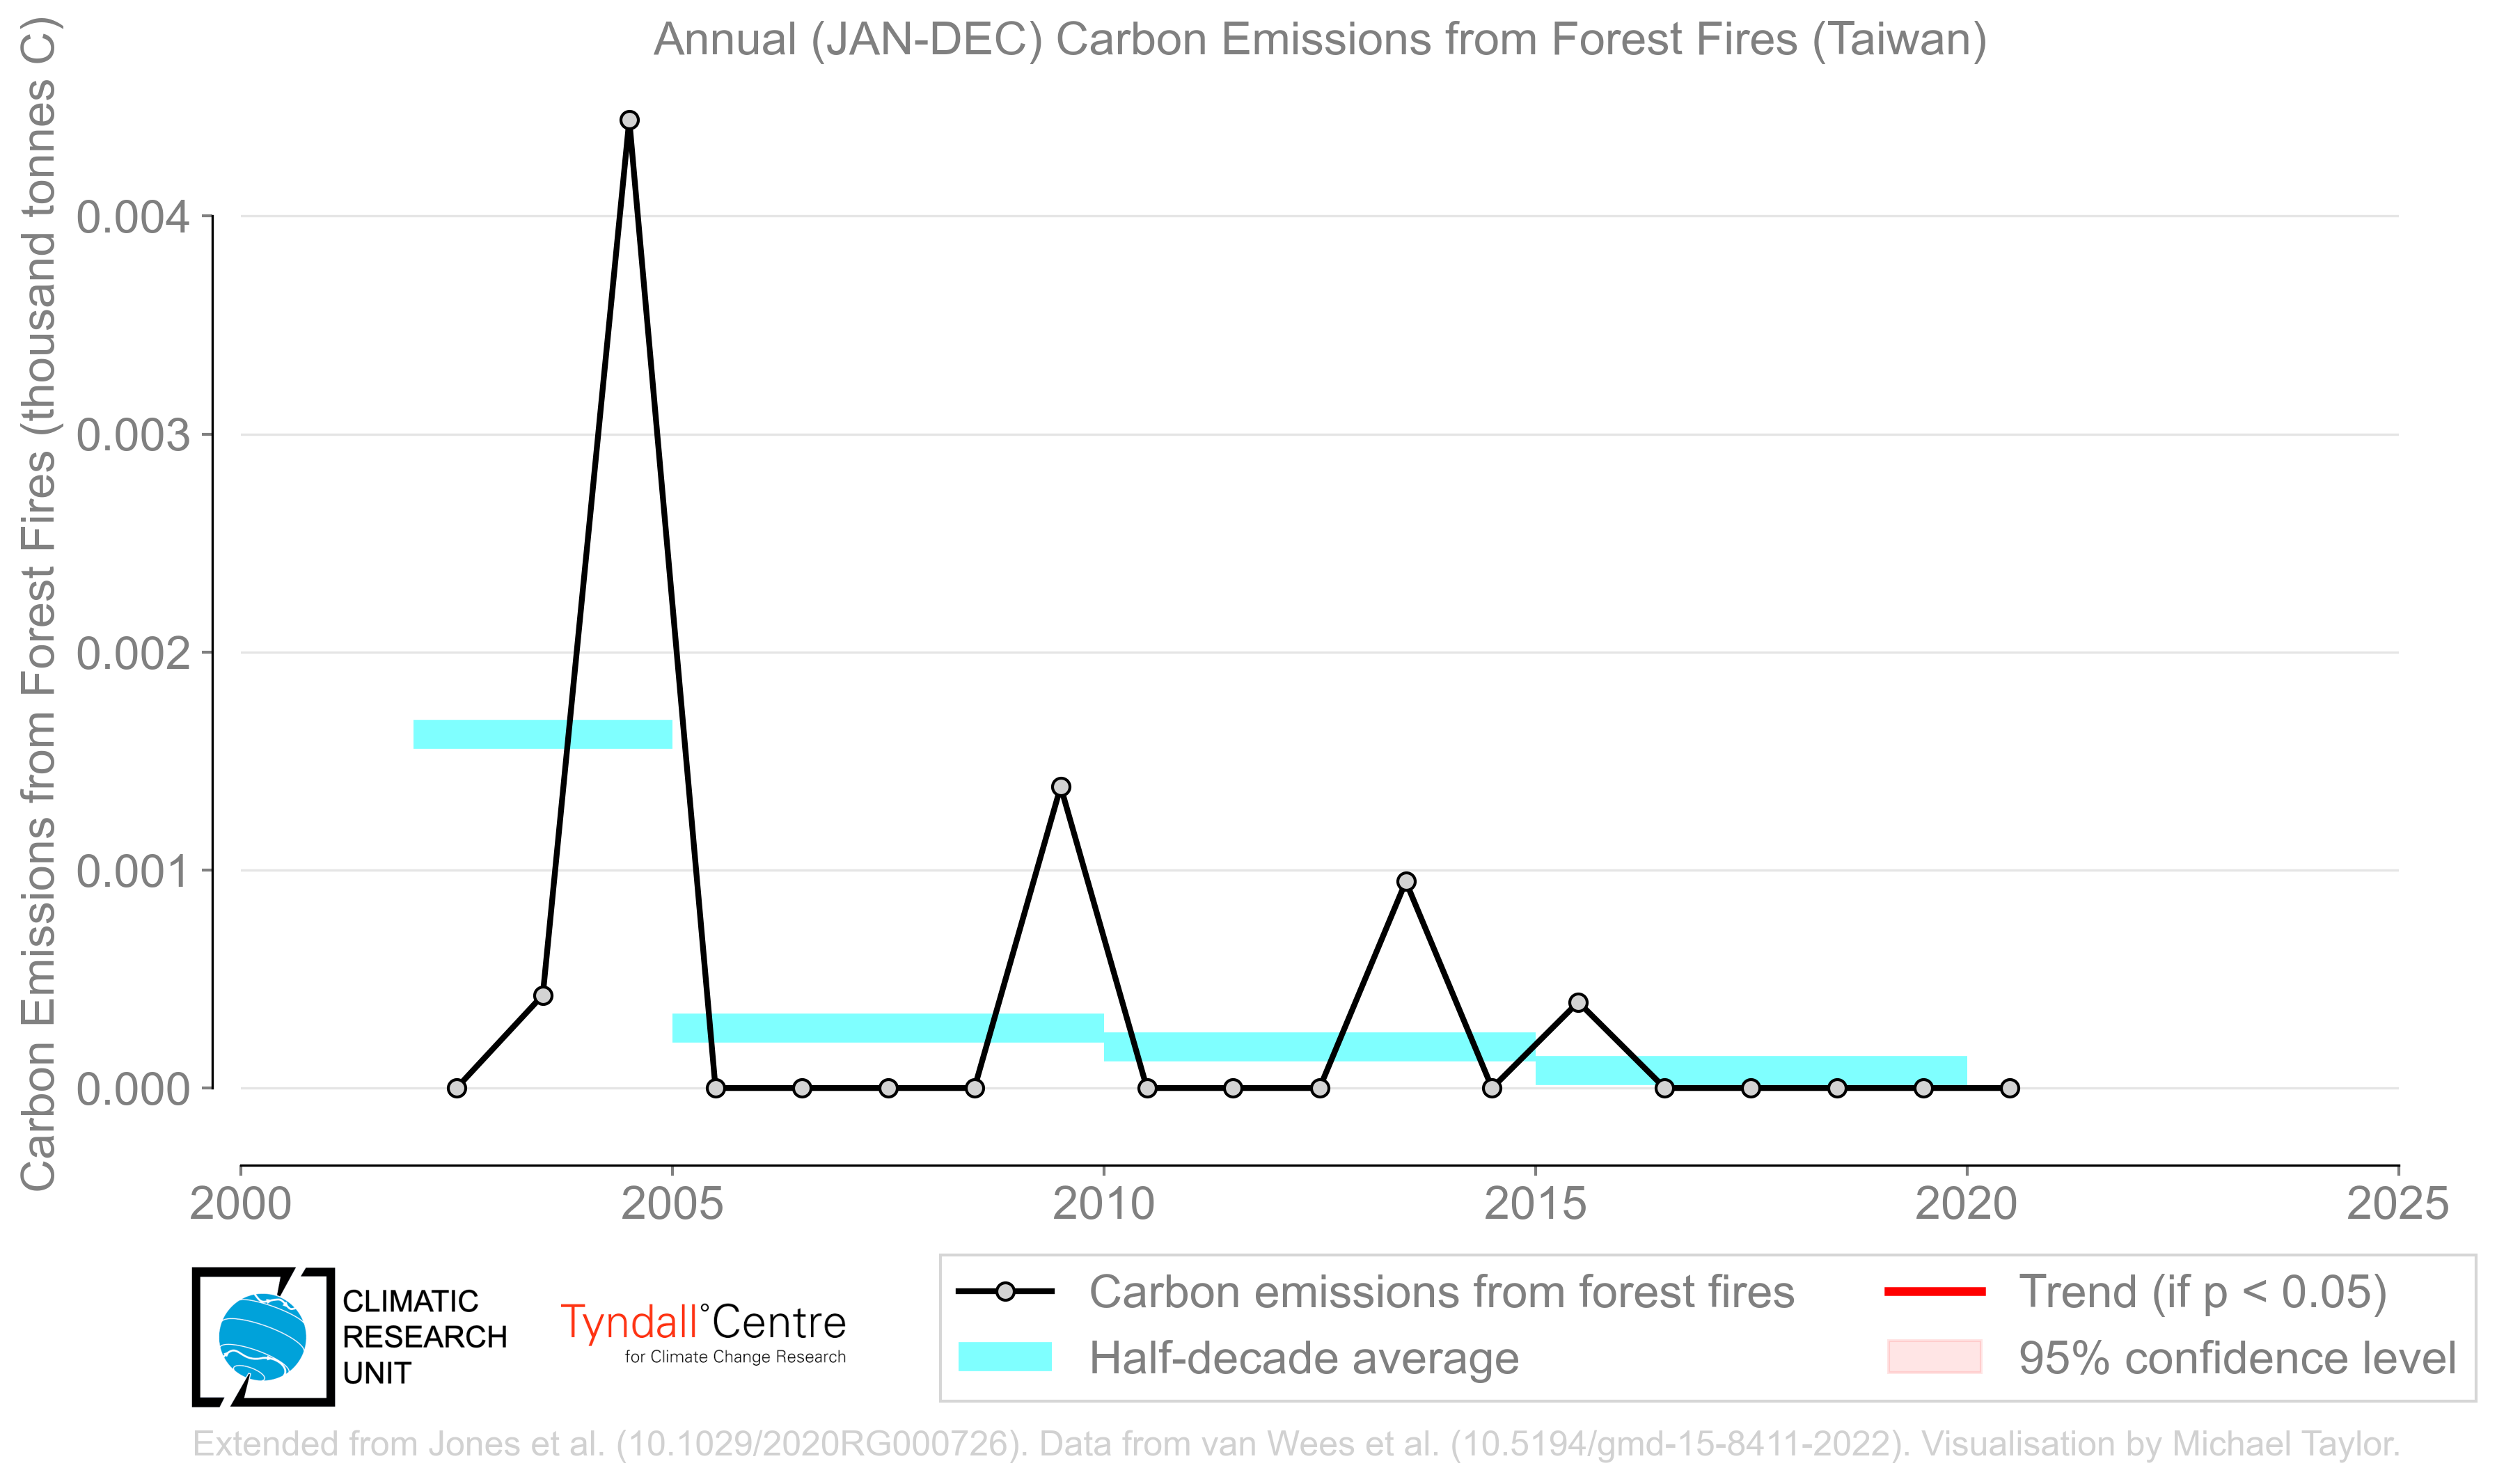 Annual (JAN-DEC) Carbon Emissions from Forest Fires (Taiwan)
Carbon Emissions from Forest Fires (thousand tonnes C)
0.004
0.003
0.002
0.001
0.000
2000 2005 2010 2015 2020 2025
CLIMATIC
RESEARCH
UNIT
Tyndall°Centre
for Climate Change Research
Carbon emissions from forest fires
Half-decade average
Trend (if p < 0.05)
95% confidence level
Extended from Jones et al. (10.1029/2020RG000726). Data from van Wees et al. (10.5194/gmd-15-8411-2022). Visualisation by Michael Taylor.